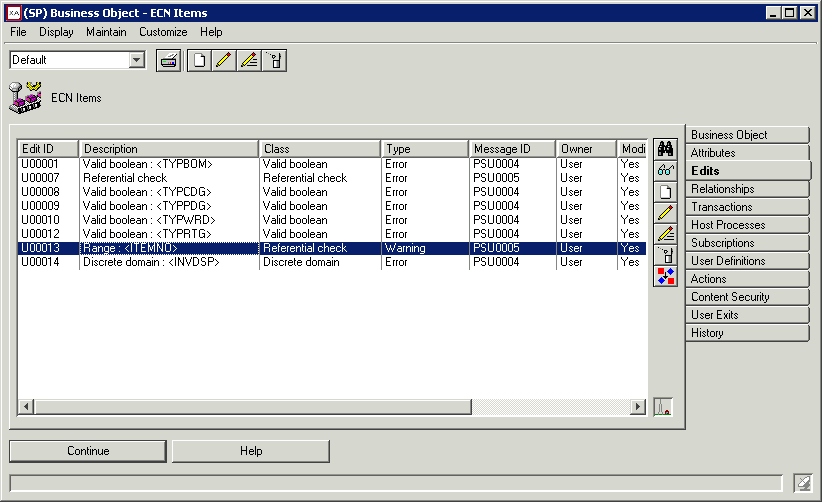 XA (SP) Business Object - ECN Items
File Display Maintain Customize Help
Default
ECN Items
Edit ID Description Class Type Message ID Owner Modi
U00001 Valid boolean : <TYPBOM> Valid boolean Error PSU0004 User Yes
U00007 Referential check Referential check Error PSU0005 User Yes
U00008 Valid boolean : <TYPCDG> Valid boolean Error PSU0004 User Yes
U00009 Valid boolean : <TYPPDG> Valid boolean Error PSU0004 User Yes
U00010 Valid boolean : <TYPWRD> Valid boolean Error PSU0004 User Yes
U00012 Valid boolean : <TYPRTG> Valid boolean Error PSU0004 User Yes
U00013 Range : <ITEMNO> Referential check Warning PSU0005 User Yes
U00014 Discrete domain : <INVDSP> Discrete domain Error PSU0004 User Yes
Business Object
Attributes
Edits
Relationships
Transactions
Host Processes
Subscriptions
User Definitions
Actions
Content Security
User Exits
History
Continue Help